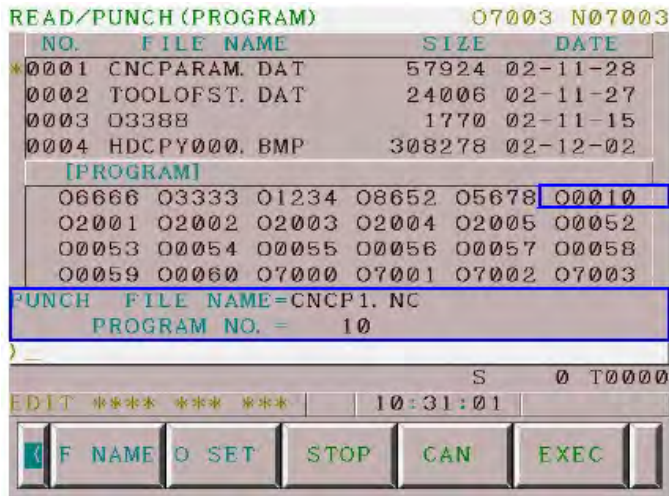 READ/PUNCH(PROGRAM) O7003 N07003
NO. FILE NAME SIZE DATE
*0001 CNCPARAM. DAT 57924 02-11-28
0002 TOOLOFST. DAT 24006 02-11-27
0003 O3388 1770 02-11-15
0004 HDCPY000. BMP 308278 02-12-02
[PROGRAM]
O6666 O3333 O1234 O8652 O5678 O0010
O2001 O2002 O2003 O2004 O2005 O0052
O0053 O0054 O0055 O0056 O0057 O0058
O0059 O0060 O7000 O7001 O7002 O7003
PUNCH FILE NAME=CNCP1. NC
PROGRAM NO. = 10
)_
S 0 T0000
EDIT **** *** *** 10:31:01
< F NAME O SET STOP CAN EXEC